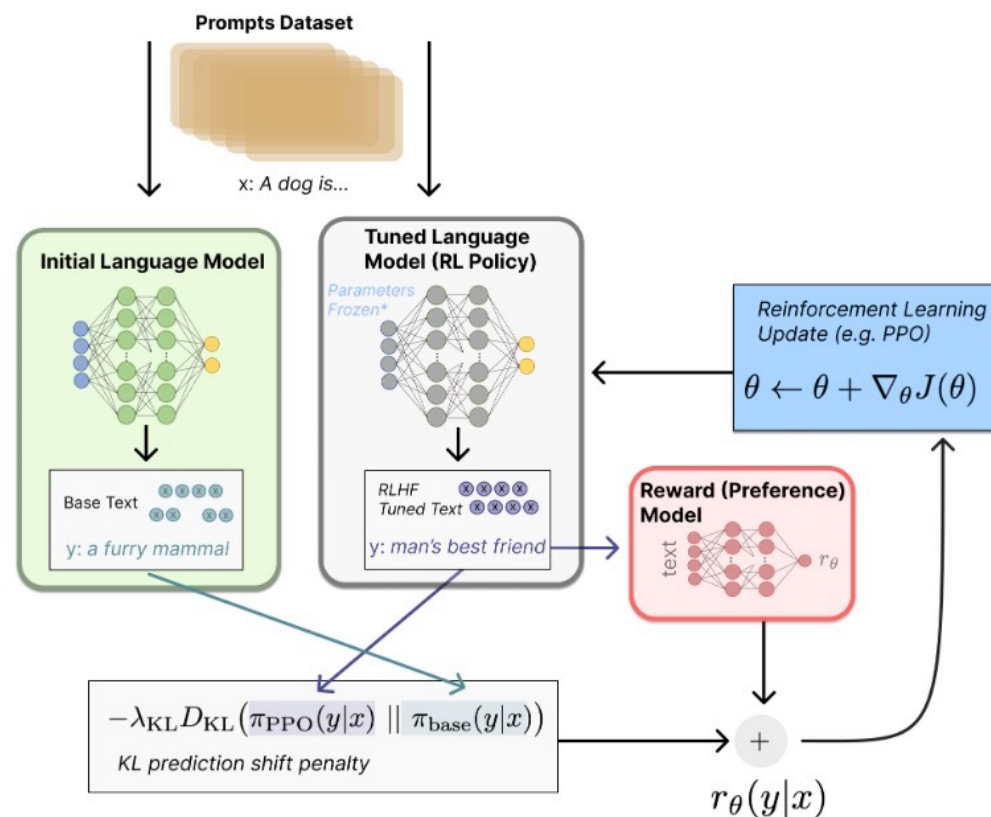 Prompts Dataset
x: A dog is...
Initial Language Model
Base Text
x x x x
x x x x
y: a furry mammal
Tuned Language
Model (RL Policy)
Parameters
Frozen*
RLHF
Tuned Text
x x x x
x x x x
y: man's best friend
Reinforcement Learning
Update (e.g. PPO)
θ ← θ + ∇θJ(θ)
Reward (Preference)
Model
text
rθ
−λKL DKL(πPPO(y|x) || πbase(y|x))
KL prediction shift penalty
+
rθ(y|x)